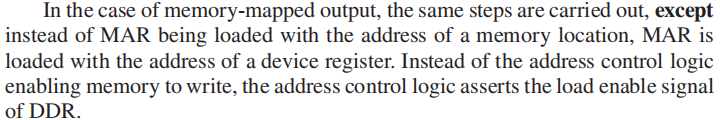 In the case of memory-mapped output, the same steps are carried out, except
instead of MAR being loaded with the address of a memory location, MAR is
loaded with the address of a device register. Instead of the address control logic
enabling memory to write, the address control logic asserts the load enable signal
of DDR.